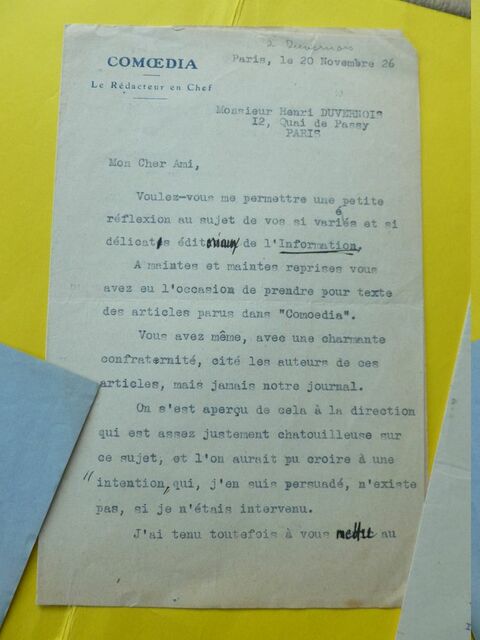 à Duvernois
COMŒDIA
Le Rédacteur en Chef
Paris, le 20 Novembre 26
Monsieur Henri DUVERNOIS
I2, Quai de Passy
PARIS
Mon Cher Ami,
Voulez-vous me permettre une petite
réflexion au sujet de vos si variés et si
délicats éditoriaux de l'Information.
A maintes et maintes reprises vous
avez eu l'occasion de prendre pour texte
des articles parus dans "Comoedia".
Vous avez même, avec une charmante
confraternité, cité les auteurs de ces
articles, mais jamais notre journal.
On s'est aperçu de cela à la direction
qui est assez justement chatouilleuse sur
ce sujet, et l'on aurait pu croire à une
"intention, qui, j'en suis persuadé, n'existe
pas, si je n'étais intervenu.
J'ai tenu toutefois à vous mettre au